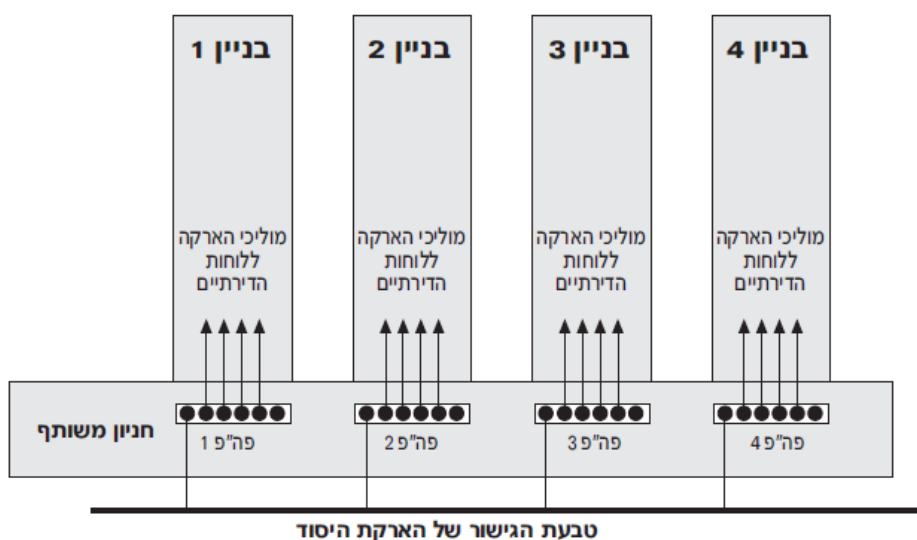 בניין 1
בניין 2
בניין 3
בניין 4
מוליכי הארקה
ללוחות
הדירתיים
מוליכי הארקה
ללוחות
הדירתיים
מוליכי הארקה
ללוחות
הדירתיים
מוליכי הארקה
ללוחות
הדירתיים
חניון משותף
פה"פ 1
פה"פ 2
פה"פ 3
פה"פ 4
טבעת הגישור של הארקת היסוד